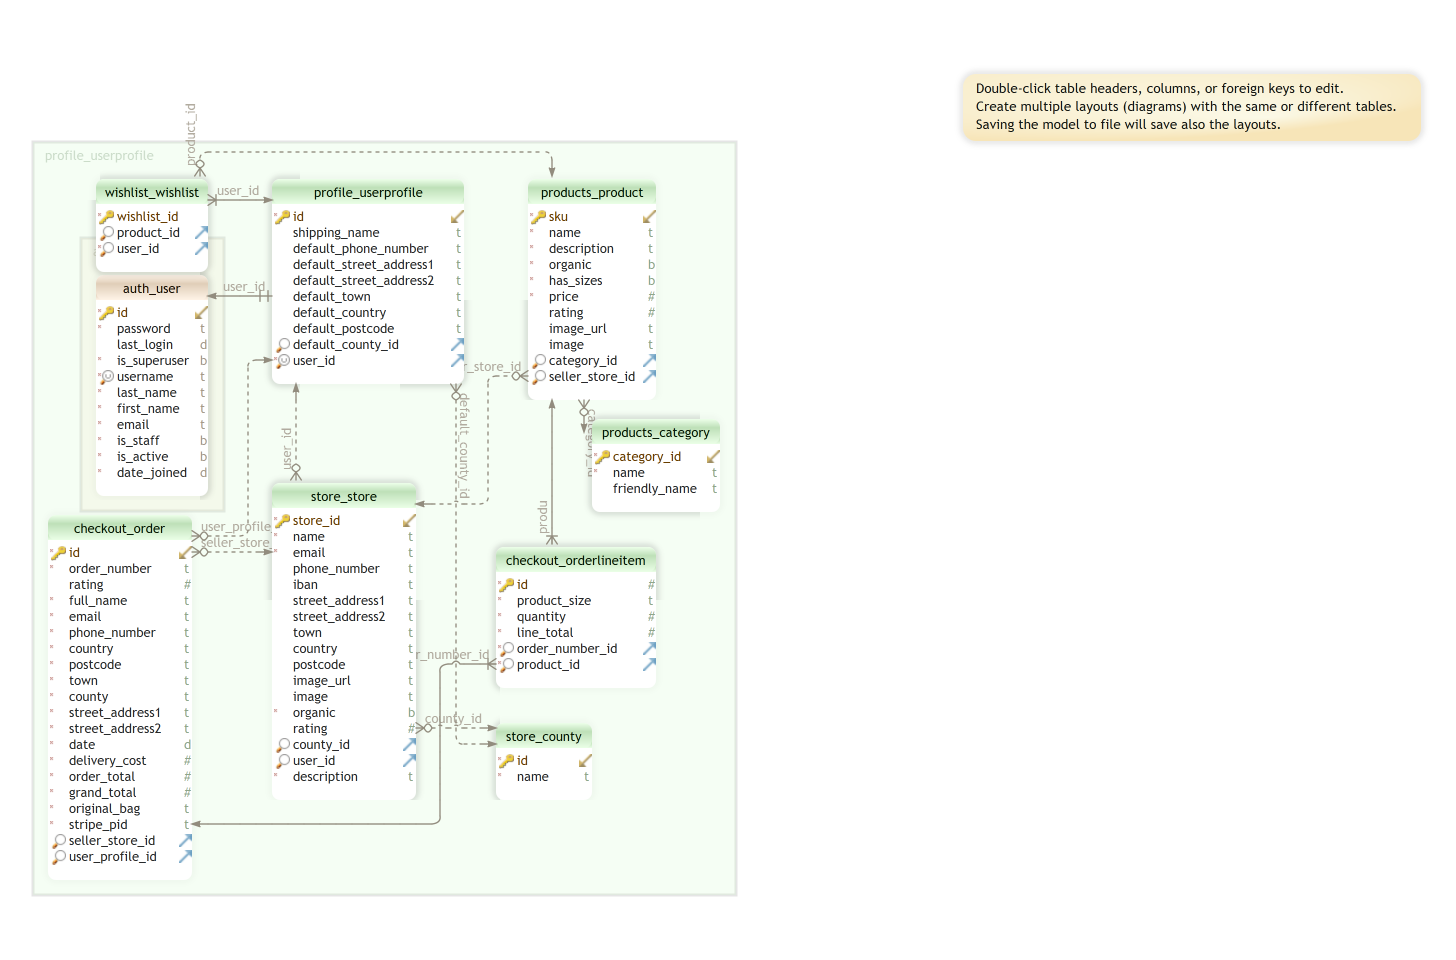 Double-click table headers, columns, or foreign keys to edit.
Create multiple layouts (diagrams) with the same or different tables.
Saving the model to file will save also the layouts.
product_id
profile_userprofile
wishlist_wishlist
wishlist_id
product_id
user_id
user_id
profile_userprofile
id
shipping_name t
default_phone_number t
default_street_address1 t
default_street_address2 t
default_town t
default_country t
default_postcode t
default_county_id
user_id
products_product
sku
name t
description t
organic b
has_sizes b
price #
rating #
image_url t
image t
category_id
seller_store_id
auth_user
id
password t
last_login d
is_superuser b
username t
last_name t
first_name t
email t
is_staff b
is_active b
date_joined d
user_id
r_store_id
default_county_id
category_id
products_category
category_id
name t
friendly_name t
user_id
store_store
store_id
name t
email t
phone_number t
iban t
street_address1 t
street_address2 t
town t
country t
postcode t
image_url t
image t
organic b
rating #
county_id
user_id
description t
checkout_order
id
order_number t
rating #
full_name t
email t
phone_number t
country t
postcode t
town t
county t
street_address1 t
street_address2 t
date d
delivery_cost #
order_total #
grand_total #
original_bag t
stripe_pid t
seller_store_id
user_profile_id
user_profile
seller_store_
produ
checkout_orderlineitem
id #
product_size t
quantity #
line_total #
order_number_id
product_id
r_number_id
county_id
store_county
id
name t